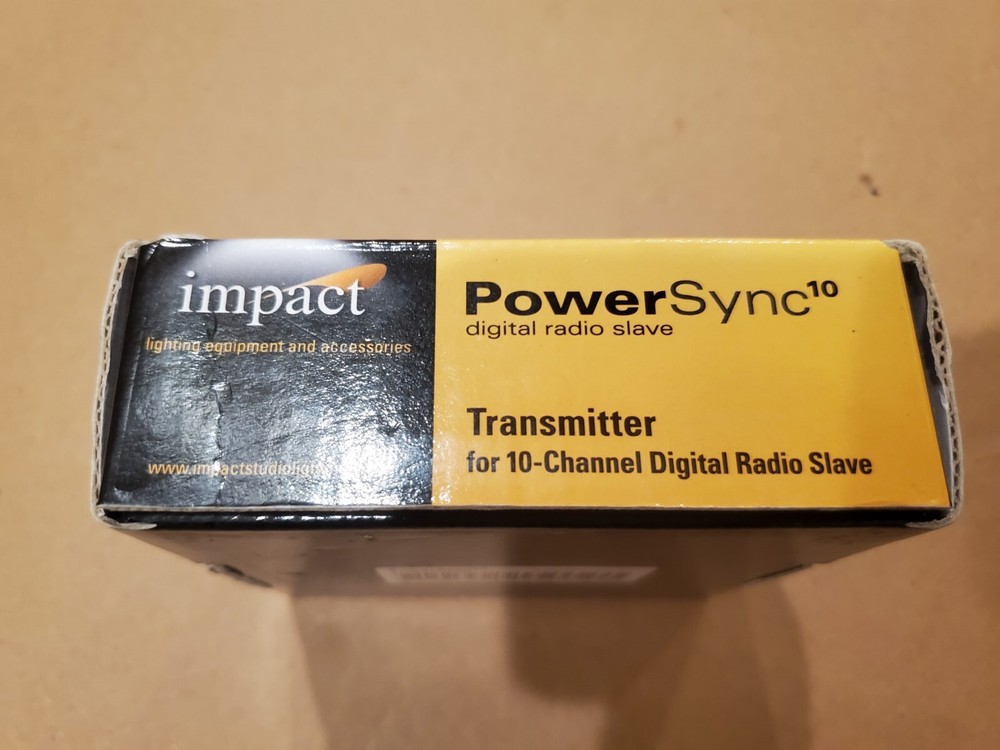 impact
lighting equipment and accessories
PowerSync¹⁰
digital radio slave
Transmitter
for 10-Channel Digital Radio Slave